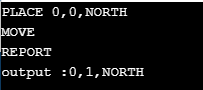 PLACE 0,0,NORTH
MOVE
REPORT
output :0,1,NORTH